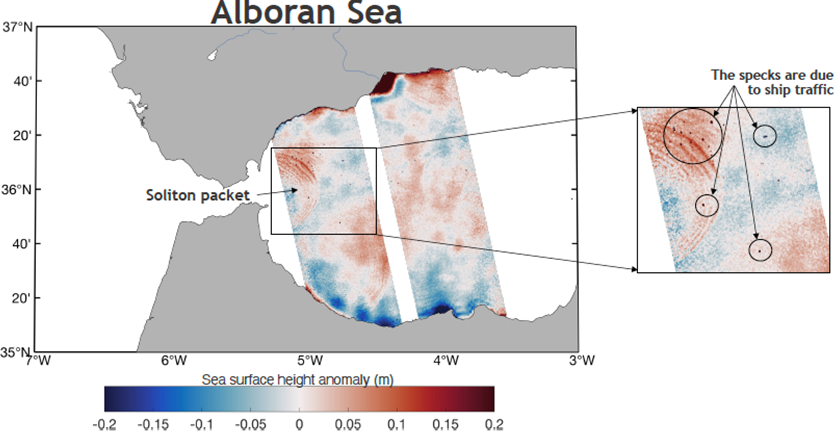 Alboran Sea
37°N
40'
20'
36°N
40'
20'
35°N
7°W
6°W
5°W
4°W
3°W
Soliton packet
The specks are due
to ship traffic
Sea surface height anomaly (m)
-0.2
-0.15
-0.1
-0.05
0
0.05
0.1
0.15
0.2